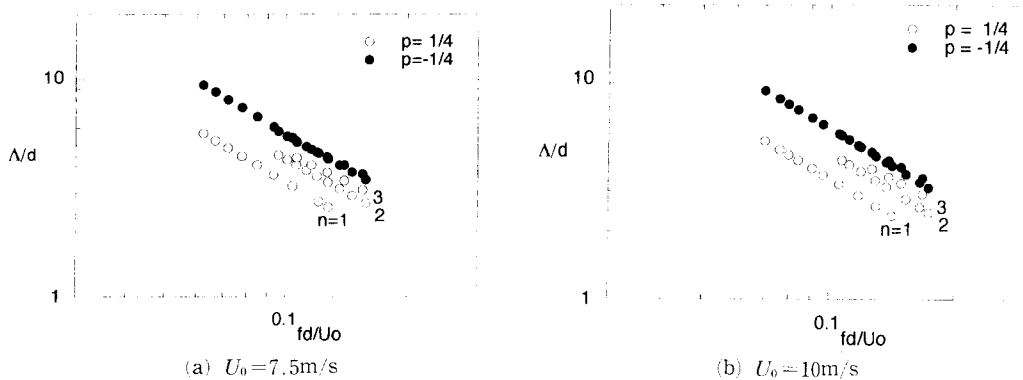 p= 1/4
p=-1/4
10
Λ/d
3
2
n=1
1
0.1
fd/Uo
(a) U₀=7.5m/s
p = 1/4
p = -1/4
10
Λ/d
3
2
n=1
1
0.1
fd/Uo
(b) U₀=10m/s